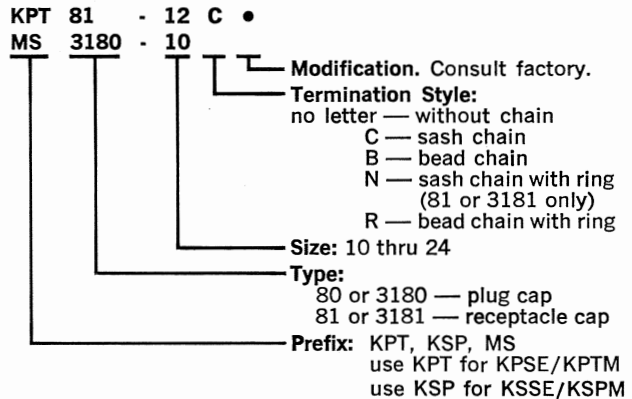 KPT 81 - 12 C •
MS 3180 - 10
Modification. Consult factory.
Termination Style:
no letter — without chain
C — sash chain
B — bead chain
N — sash chain with ring
(81 or 3181 only)
R — bead chain with ring
Size: 10 thru 24
Type:
80 or 3180 — plug cap
81 or 3181 — receptacle cap
Prefix: KPT, KSP, MS
use KPT for KPSE/KPTM
use KSP for KSSE/KSPM